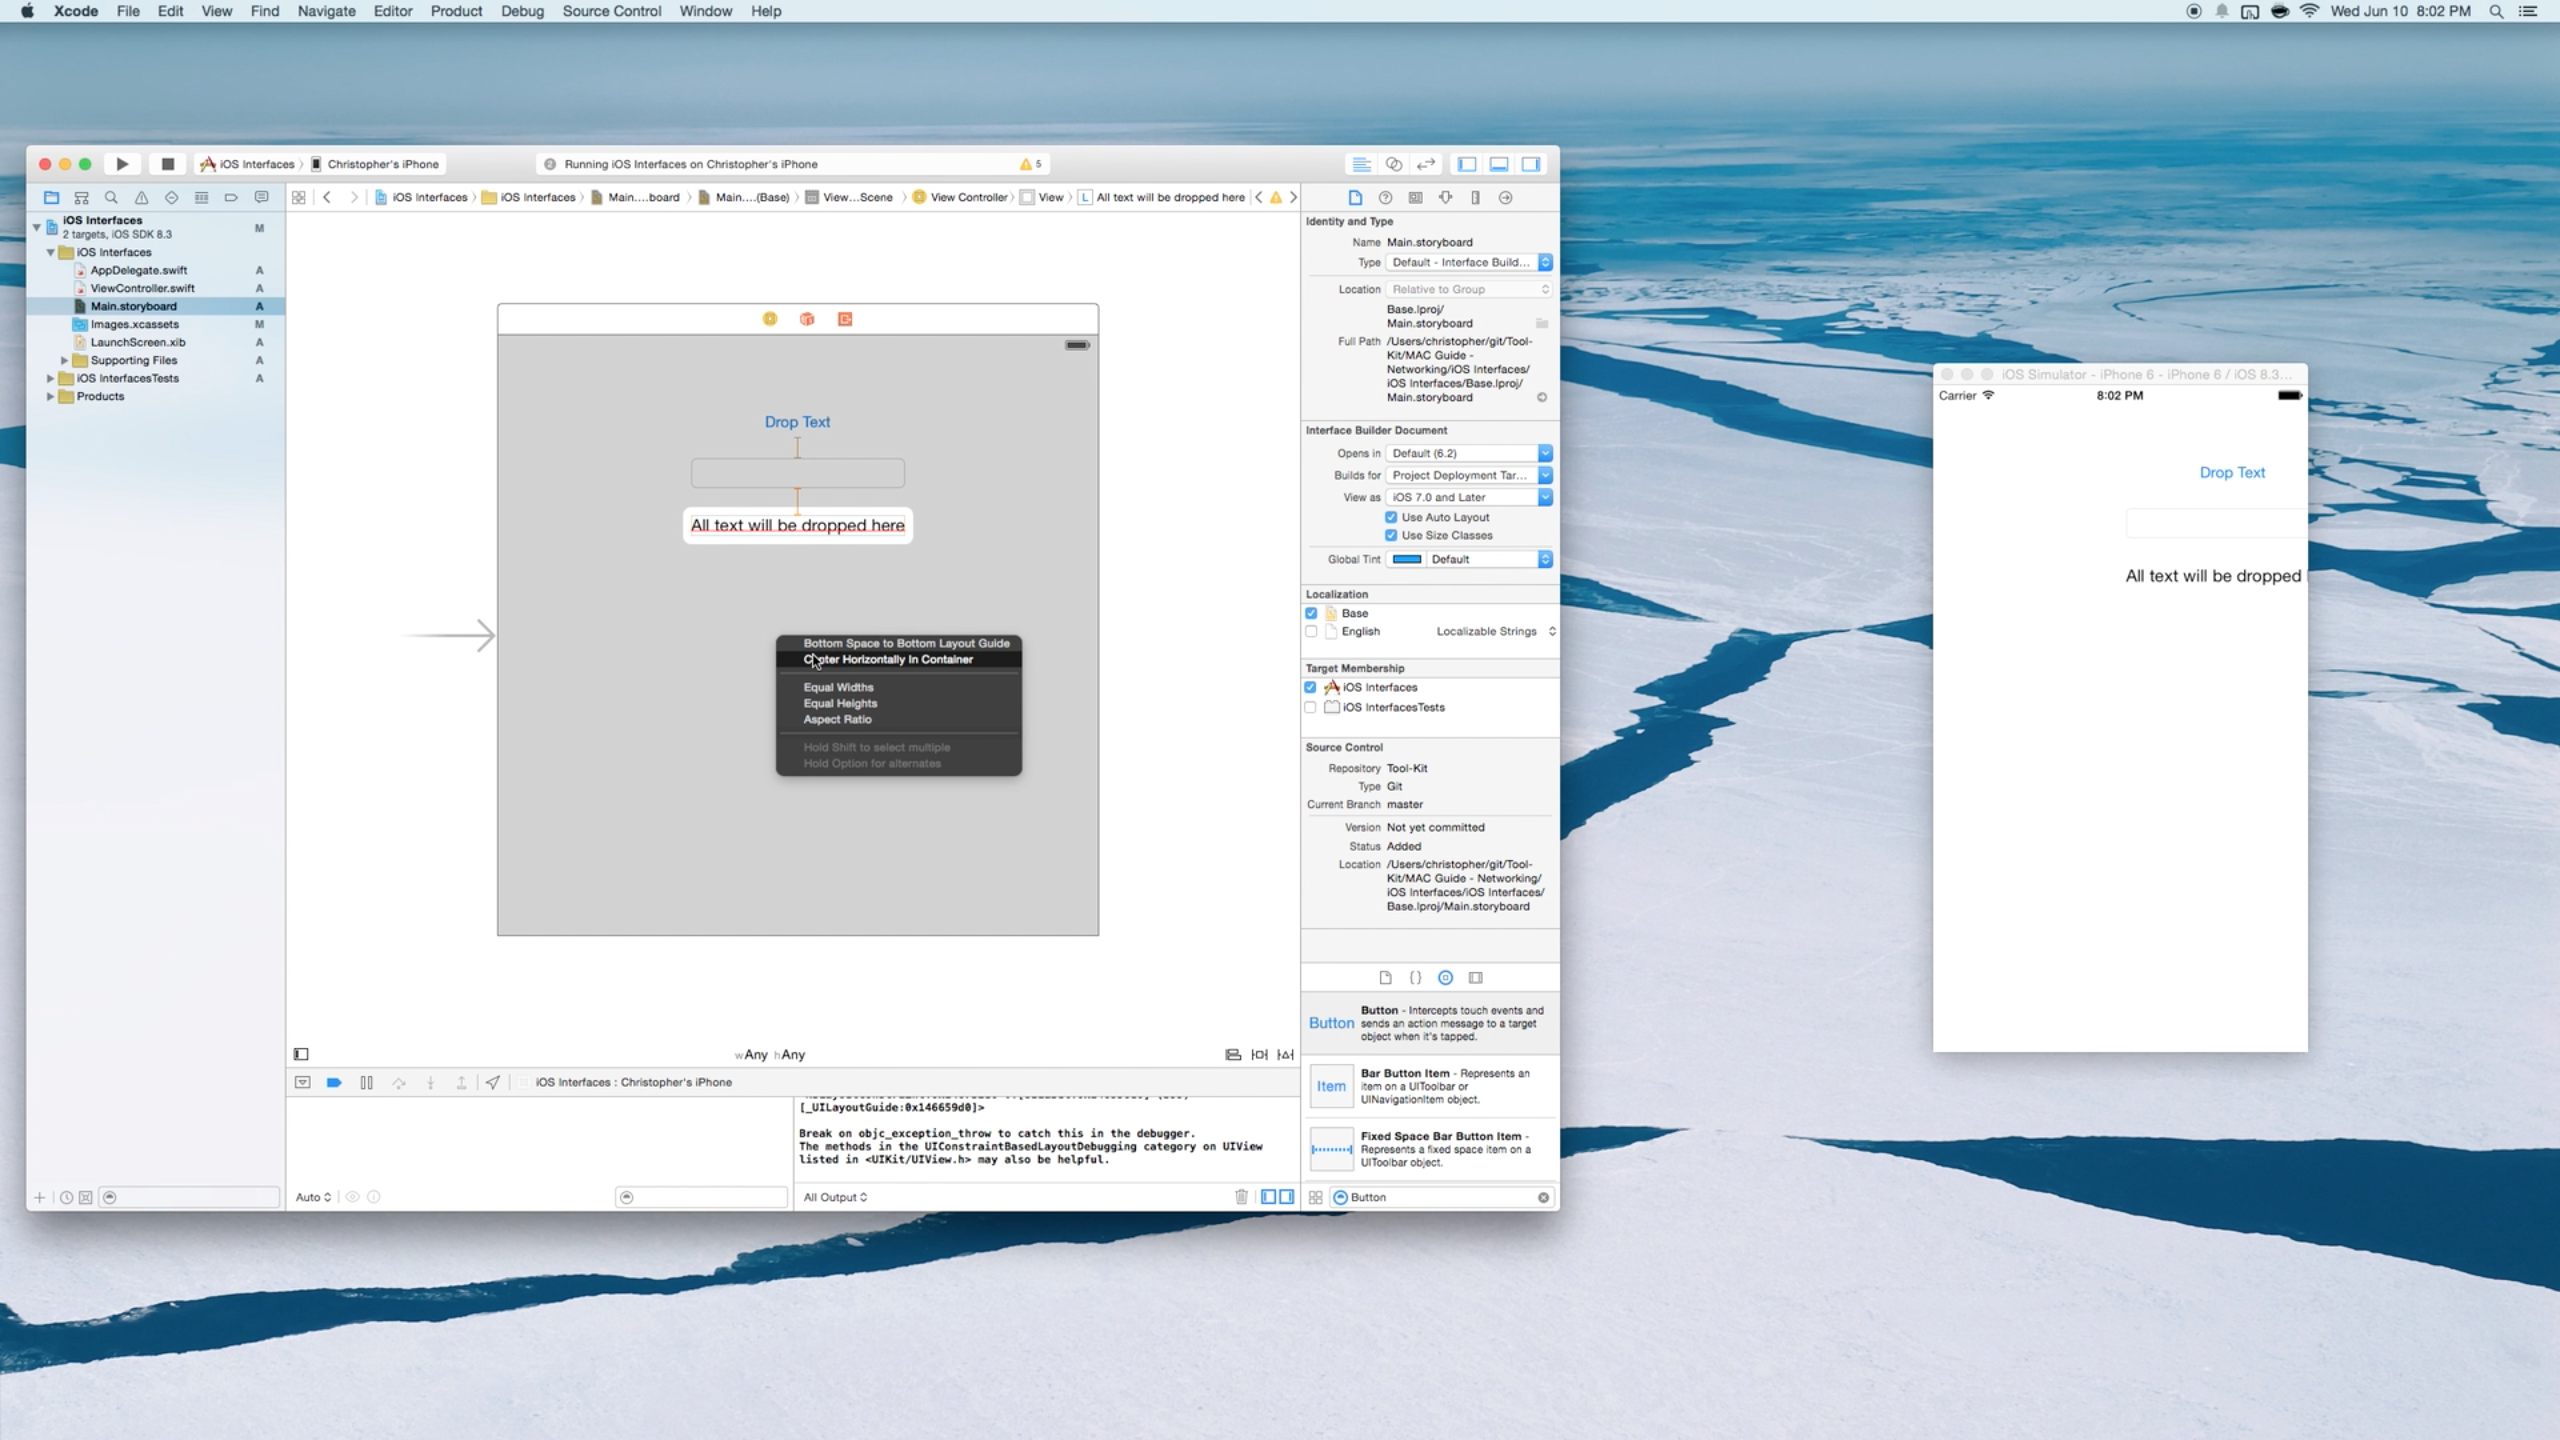 Xcode File Edit View Find Navigate Editor Product Debug Source Control Window Help
Wed Jun 10 8:02 PM
iOS Interfaces
Christopher's iPhone
Running iOS Interfaces on Christopher's iPhone
5
iOS Interfaces
iOS Interfaces
Main....board
Main....(Base)
View...Scene
View Controller
View
L All text will be dropped here
iOS Interfaces
2 targets, iOS SDK 8.3
M
iOS Interfaces
AppDelegate.swift A
ViewController.swift A
Main.storyboard A
Images.xcassets M
LaunchScreen.xib A
Supporting Files A
iOS InterfacesTests A
Products
Drop Text
All text will be dropped here
Bottom Space to Bottom Layout Guide
Center Horizontally In Container
Equal Widths
Equal Heights
Aspect Ratio
Hold Shift to select multiple
Hold Option for alternates
wAny hAny
iOS Interfaces : Christopher's iPhone
[_UILayoutGuide:0x146659d0]>
Break on objc_exception_throw to catch this in the debugger.
The methods in the UIConstraintBasedLayoutDebugging category on UIView
listed in <UIKit/UIView.h> may also be helpful.
Auto
All Output
Identity and Type
Name Main.storyboard
Type Default - Interface Build...
Location Relative to Group
Base.lproj/
Main.storyboard
Full Path /Users/christopher/git/Tool-
Kit/MAC Guide -
Networking/iOS Interfaces/
iOS Interfaces/Base.lproj/
Main.storyboard
Interface Builder Document
Opens in Default (6.2)
Builds for Project Deployment Tar...
View as iOS 7.0 and Later
Use Auto Layout
Use Size Classes
Global Tint Default
Localization
Base
English Localizable Strings
Target Membership
iOS Interfaces
iOS InterfacesTests
Source Control
Repository Tool-Kit
Type Git
Current Branch master
Version Not yet committed
Status Added
Location /Users/christopher/git/Tool-
Kit/MAC Guide - Networking/
iOS Interfaces/iOS Interfaces/
Base.lproj/Main.storyboard
Button
Button - Intercepts touch events and
sends an action message to a target
object when it's tapped.
Item
Bar Button Item - Represents an
item on a UIToolbar or
UINavigationItem object.
Fixed Space Bar Button Item -
Represents a fixed space item on a
UIToolbar object.
Button
iOS Simulator - iPhone 6 - iPhone 6 / iOS 8.3...
Carrier 8:02 PM
Drop Text
All text will be dropped